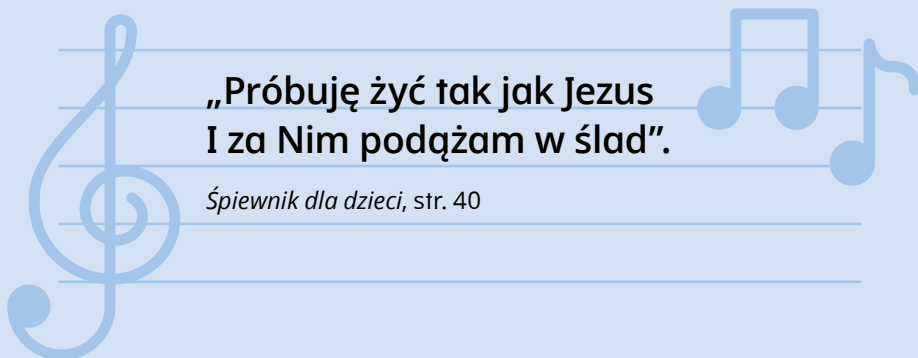 „Próbuję żyć tak jak Jezus
I za Nim podążam w ślad”.
Śpiewnik dla dzieci, str. 40